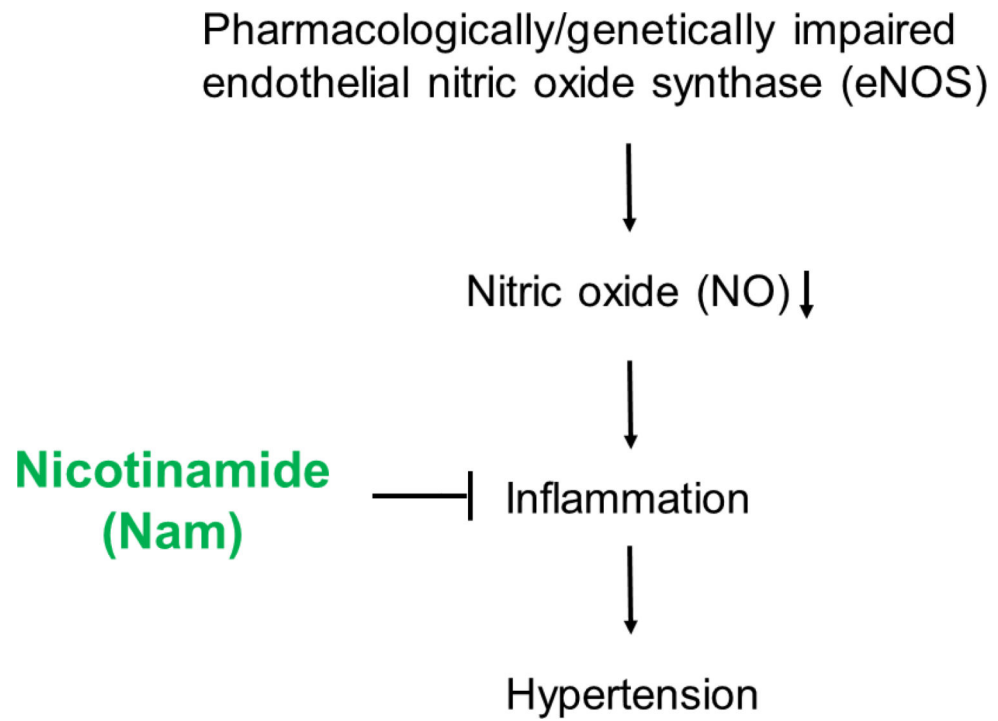 Pharmacologically/genetically impaired
endothelial nitric oxide synthase (eNOS)
Nitric oxide (NO)↓
Nicotinamide
(Nam)
Inflammation
Hypertension